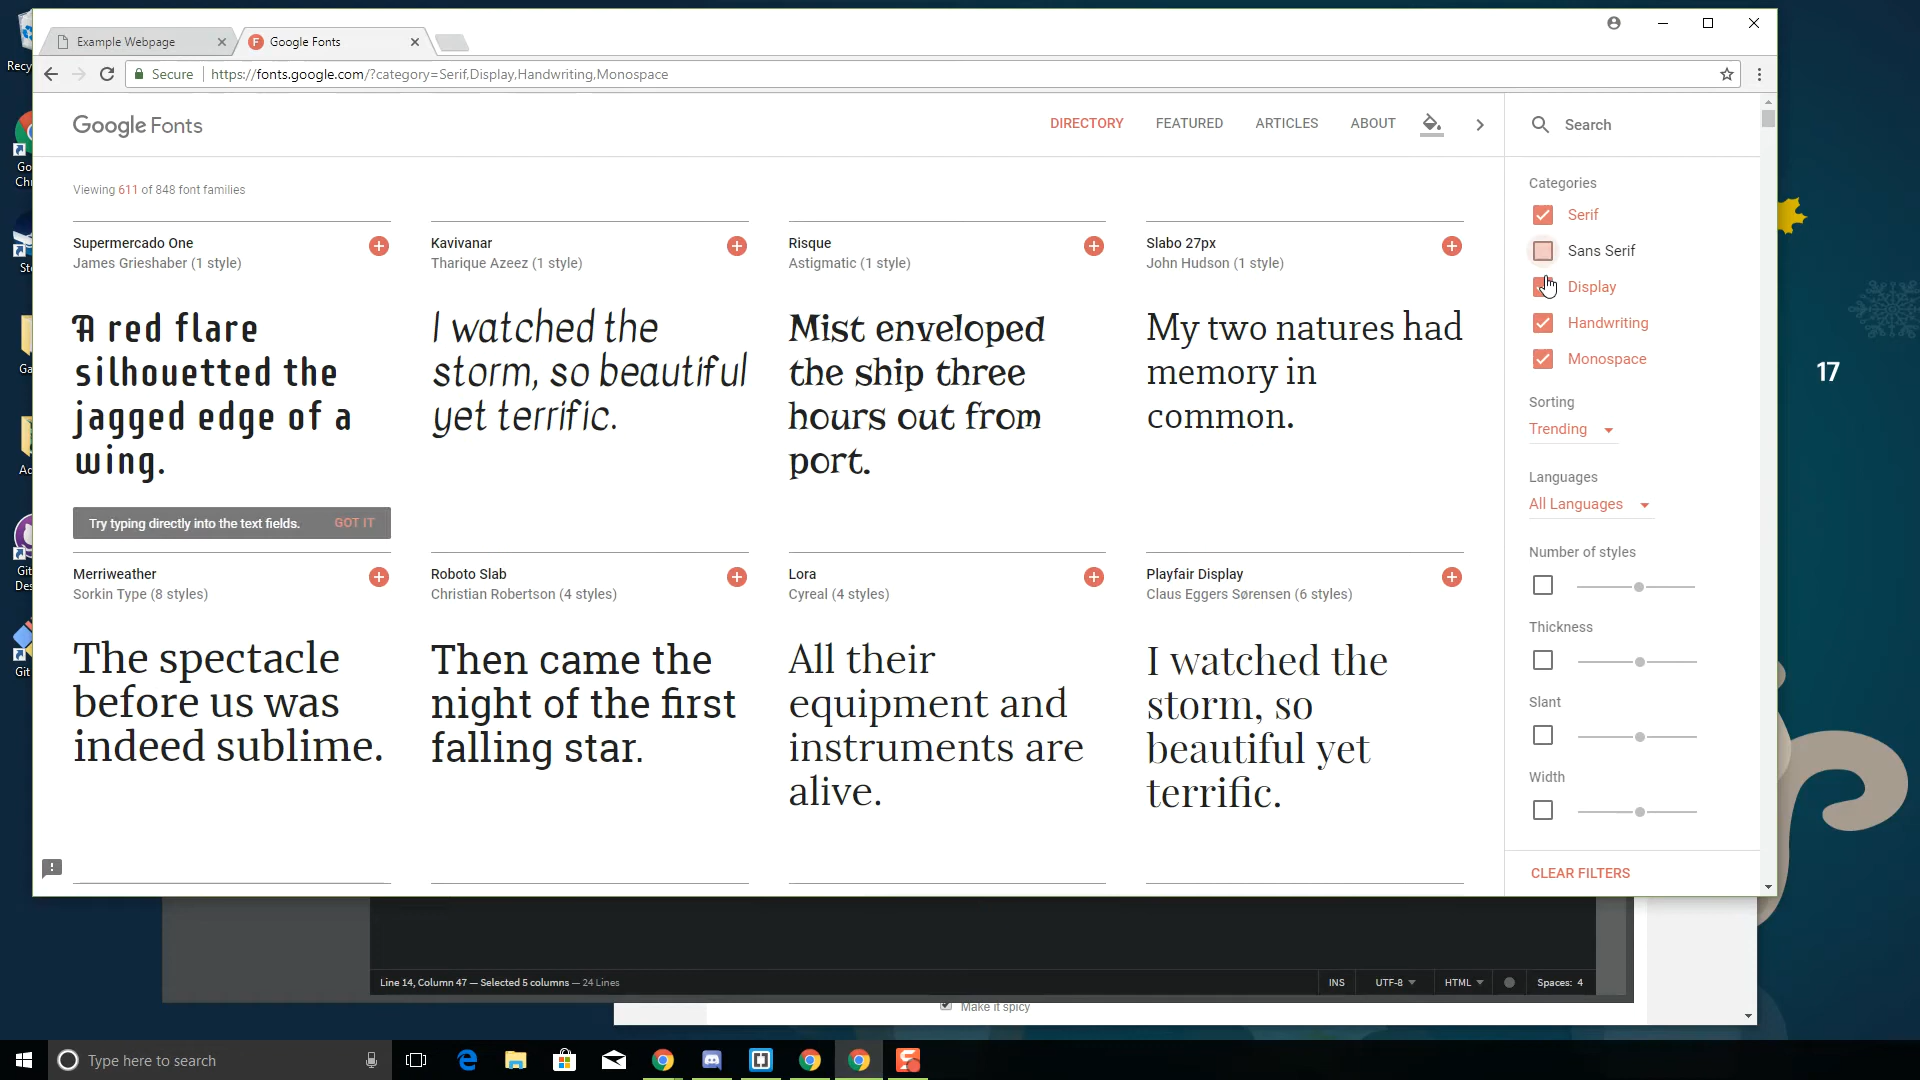 Example Webpage
Google Fonts
Secure
https://fonts.google.com/?category=Serif,Display,Handwriting,Monospace
Google Fonts
DIRECTORY
FEATURED
ARTICLES
ABOUT
Search
Viewing 611 of 848 font families
Supermercado One
James Grieshaber (1 style)
A red flare
silhouetted the
jagged edge of a
wing.
Try typing directly into the text fields.
GOT IT
Kavivanar
Tharique Azeez (1 style)
I watched the
storm, so beautiful
yet terrific.
Risque
Astigmatic (1 style)
Mist enveloped
the ship three
hours out from
port.
Slabo 27px
John Hudson (1 style)
My two natures had
memory in
common.
Merriweather
Sorkin Type (8 styles)
The spectacle
before us was
indeed sublime.
Roboto Slab
Christian Robertson (4 styles)
Then came the
night of the first
falling star.
Lora
Cyreal (4 styles)
All their
equipment and
instruments are
alive.
Playfair Display
Claus Eggers Sørensen (6 styles)
I watched the
storm, so
beautiful yet
terrific.
Categories
Serif
Sans Serif
Display
Handwriting
Monospace
Sorting
Trending
Languages
All Languages
Number of styles
Thickness
Slant
Width
CLEAR FILTERS
17
Line 14, Column 47 — Selected 5 columns — 24 Lines
INS
UTF-8
HTML
Spaces: 4
Make it spicy
Type here to search